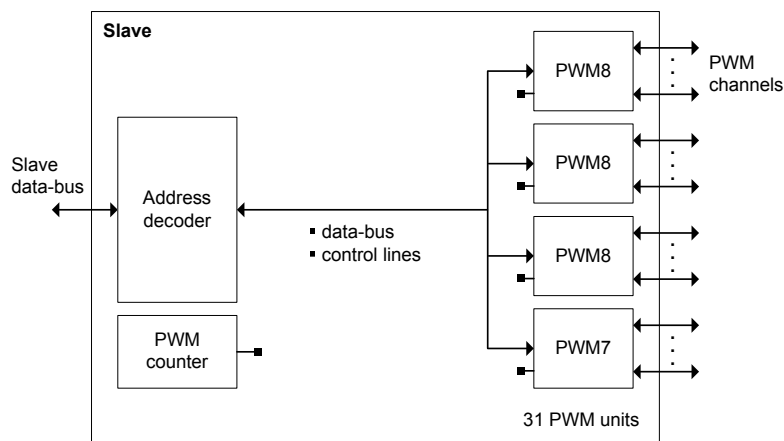 Slave
PWM8
PWM
channels
PWM8
Slave
data-bus
Address
decoder
data-bus
control lines
PWM8
PWM
counter
PWM7
31 PWM units